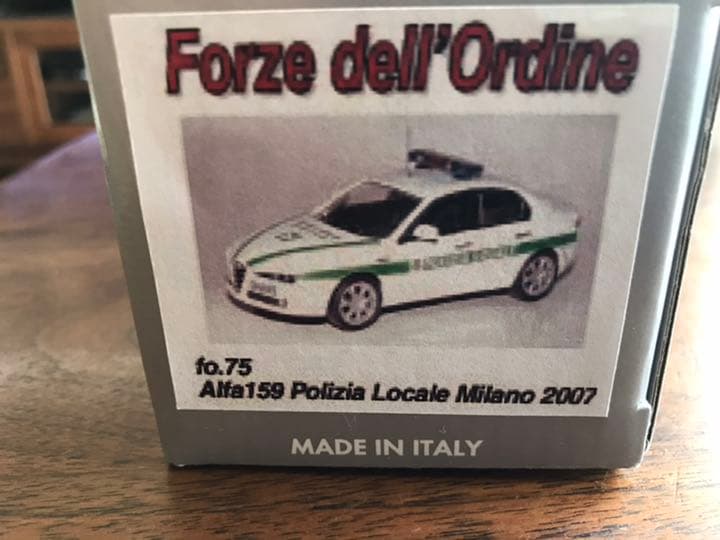 Forze dell'Ordine
fo.75
Alfa159 Polizia Locale Milano 2007
MADE IN ITALY